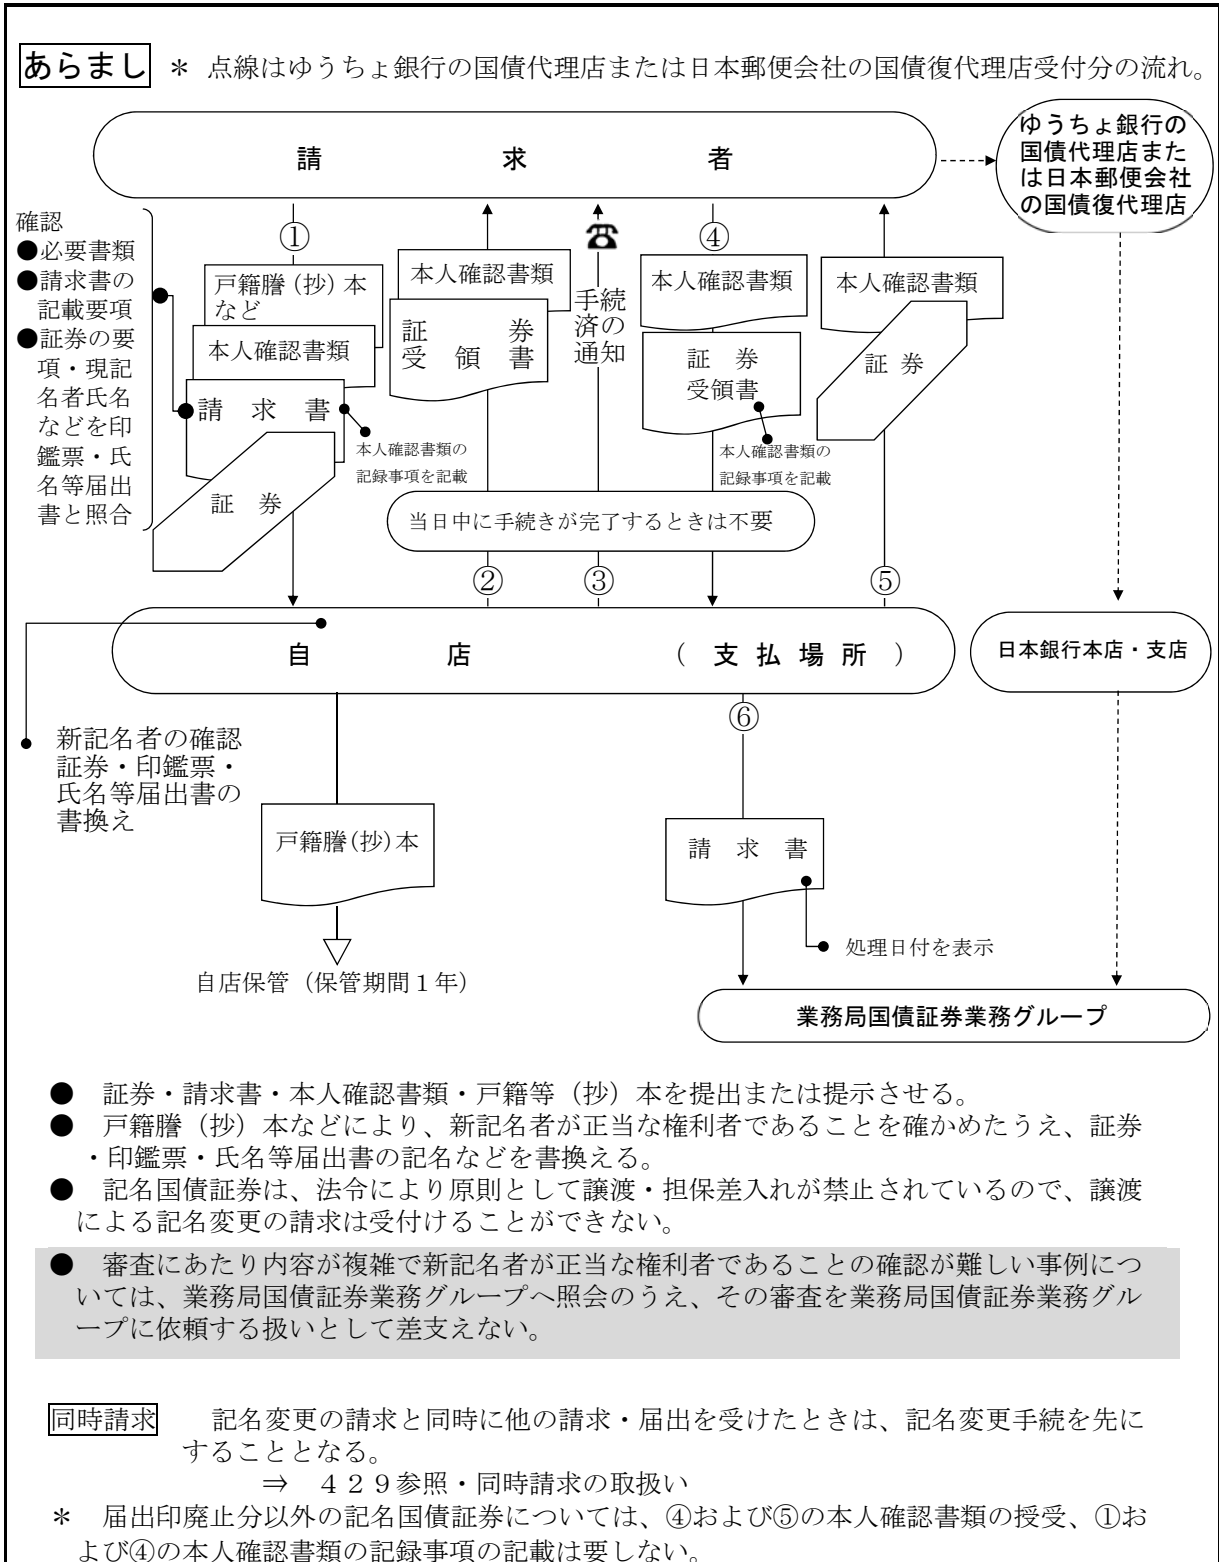 あらまし ＊ 点線はゆうちょ銀行の国債代理店または日本郵便会社の国債復代理店受付分の流れ。
請求者
ゆうちょ銀行の
国債代理店また
は日本郵便会社
の国債復代理店
確認
●必要書類
●請求書の
記載要項
●証券の要
項・現記
名者氏名
などを印
鑑票・氏
名等届出
書と照合
①
戸籍謄（抄）本
など
本人確認書類
請求書
証券
本人確認書類の
記録事項を記載
本人確認書類
証券
受領書
☎
手続
済の
通知
④
本人確認書類
証券
受領書
本人確認書類の
記録事項を記載
本人確認書類
証券
当日中に手続きが完了するときは不要
②
③
⑤
自店（支払場所）
日本銀行本店・支店
新記名者の確認
証券・印鑑票・
氏名等届出書の
書換え
⑥
戸籍謄(抄)本
請求書
処理日付を表示
自店保管（保管期間１年）
業務局国債証券業務グループ
● 証券・請求書・本人確認書類・戸籍等（抄）本を提出または提示させる。
● 戸籍謄（抄）本などにより、新記名者が正当な権利者であることを確かめたうえ、証券
・印鑑票・氏名等届出書の記名などを書換える。
● 記名国債証券は、法令により原則として譲渡・担保差入れが禁止されているので、譲渡
による記名変更の請求は受付けることができない。
● 審査にあたり内容が複雑で新記名者が正当な権利者であることの確認が難しい事例につ
いては、業務局国債証券業務グループへ照会のうえ、その審査を業務局国債証券業務グル
ープに依頼する扱いとして差支えない。
同時請求 記名変更の請求と同時に他の請求・届出を受けたときは、記名変更手続を先に
することとなる。
⇒ ４２９参照・同時請求の取扱い
＊ 届出印廃止分以外の記名国債証券については、④および⑤の本人確認書類の授受、①お
よび④の本人確認書類の記録事項の記載は要しない。